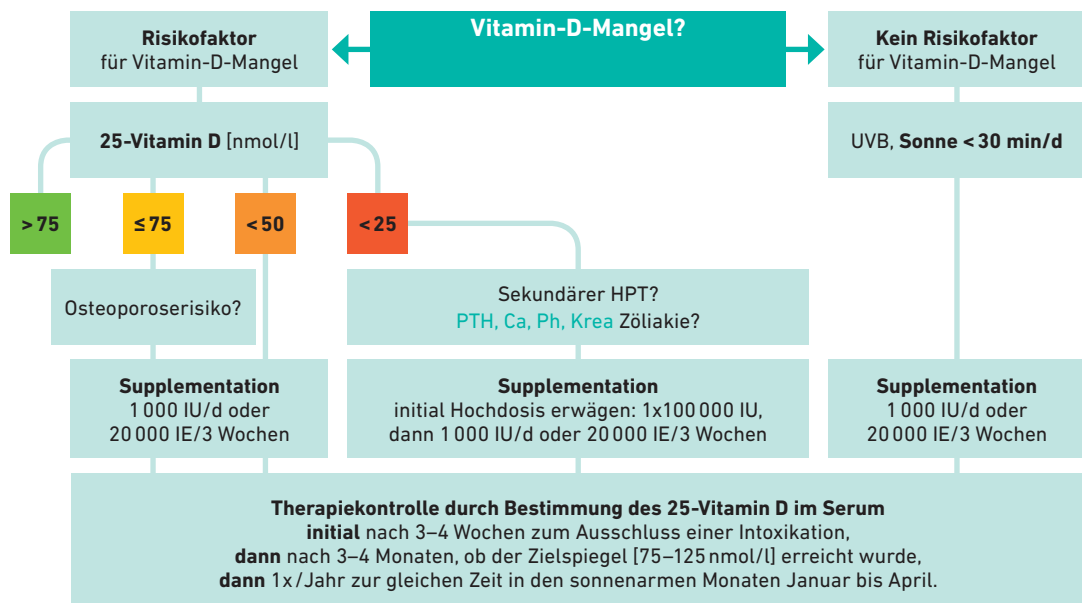 Vitamin-D-Mangel?
Risikofaktor
für Vitamin-D-Mangel
Kein Risikofaktor
für Vitamin-D-Mangel
25-Vitamin D [nmol/l]
UVB, Sonne < 30 min/d
> 75
≤ 75
< 50
< 25
Osteoporoserisiko?
Sekundärer HPT?
PTH, Ca, Ph, Krea Zöliakie?
Supplementation
1 000 IU/d oder
20 000 IE/3 Wochen
Supplementation
initial Hochdosis erwägen: 1x100 000 IU,
dann 1 000 IU/d oder 20 000 IE/3 Wochen
Supplementation
1 000 IU/d oder
20 000 IE/3 Wochen
Therapiekontrolle durch Bestimmung des 25-Vitamin D im Serum
initial nach 3–4 Wochen zum Ausschluss einer Intoxikation,
dann nach 3–4 Monaten, ob der Zielspiegel [75–125 nmol/l] erreicht wurde,
dann 1x/Jahr zur gleichen Zeit in den sonnenarmen Monaten Januar bis April.